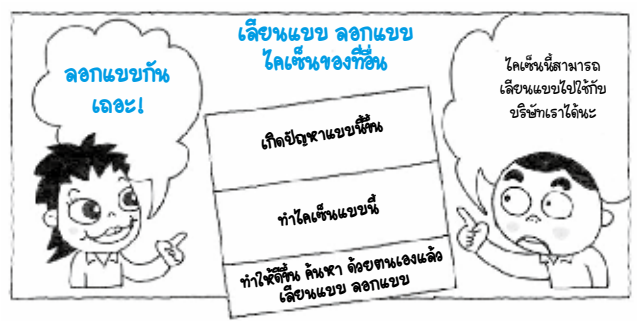 เลียนแบบ ลอกแบบ
ไคเซ็นของที่อื่น
ลอกแบบกัน
เถอะ!
ไคเซ็นนี้สามารถ
เลียนแบบไปใช้กับ
บริษัทเราได้นะ
เกิดปัญหาแบบนี้ขึ้น
ทำไคเซ็นแบบนี้
ทำให้ดีขึ้น ค้นหา ด้วยตนเองแล้ว
เลียนแบบ ลอกแบบ